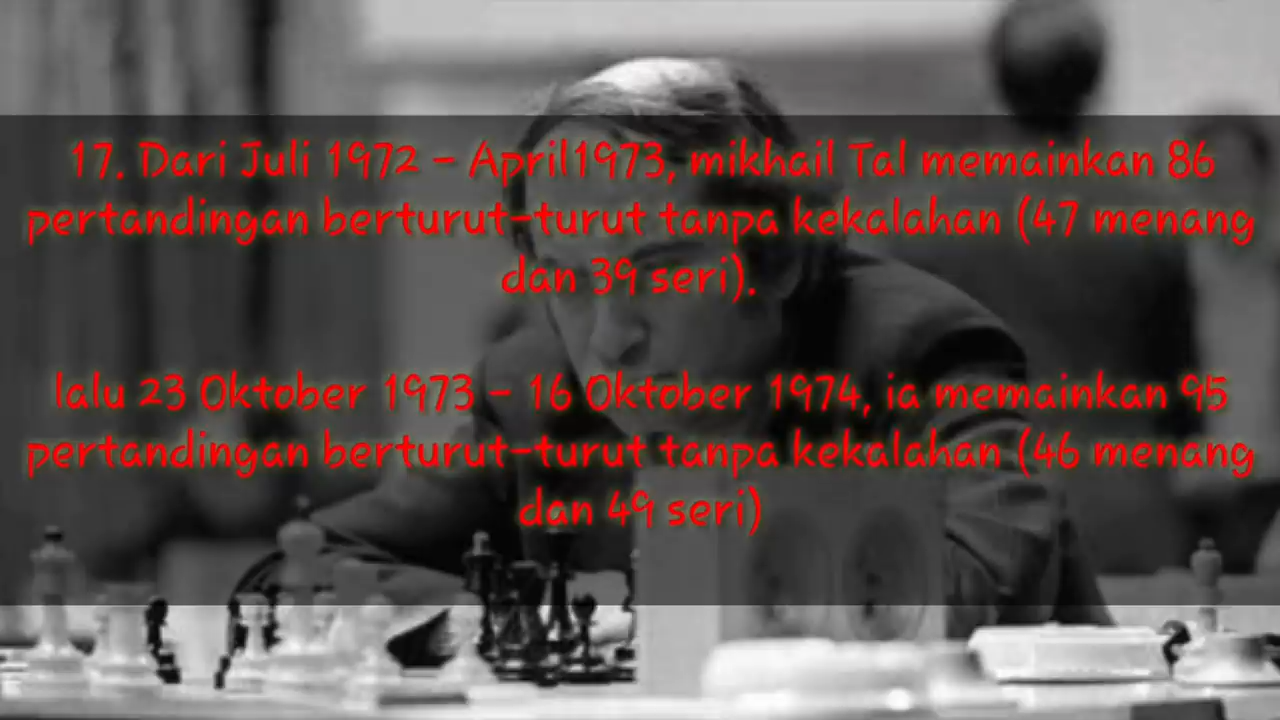 17. Dari Juli 1972 - April1973, mikhail Tal memainkan 86
pertandingan berturut-turut tanpa kekalahan (47 menang
dan 39 seri).
lalu 23 Oktober 1973 - 16 Oktober 1974, ia memainkan 95
pertandingan berturut-turut tanpa kekalahan (46 menang
dan 49 seri)